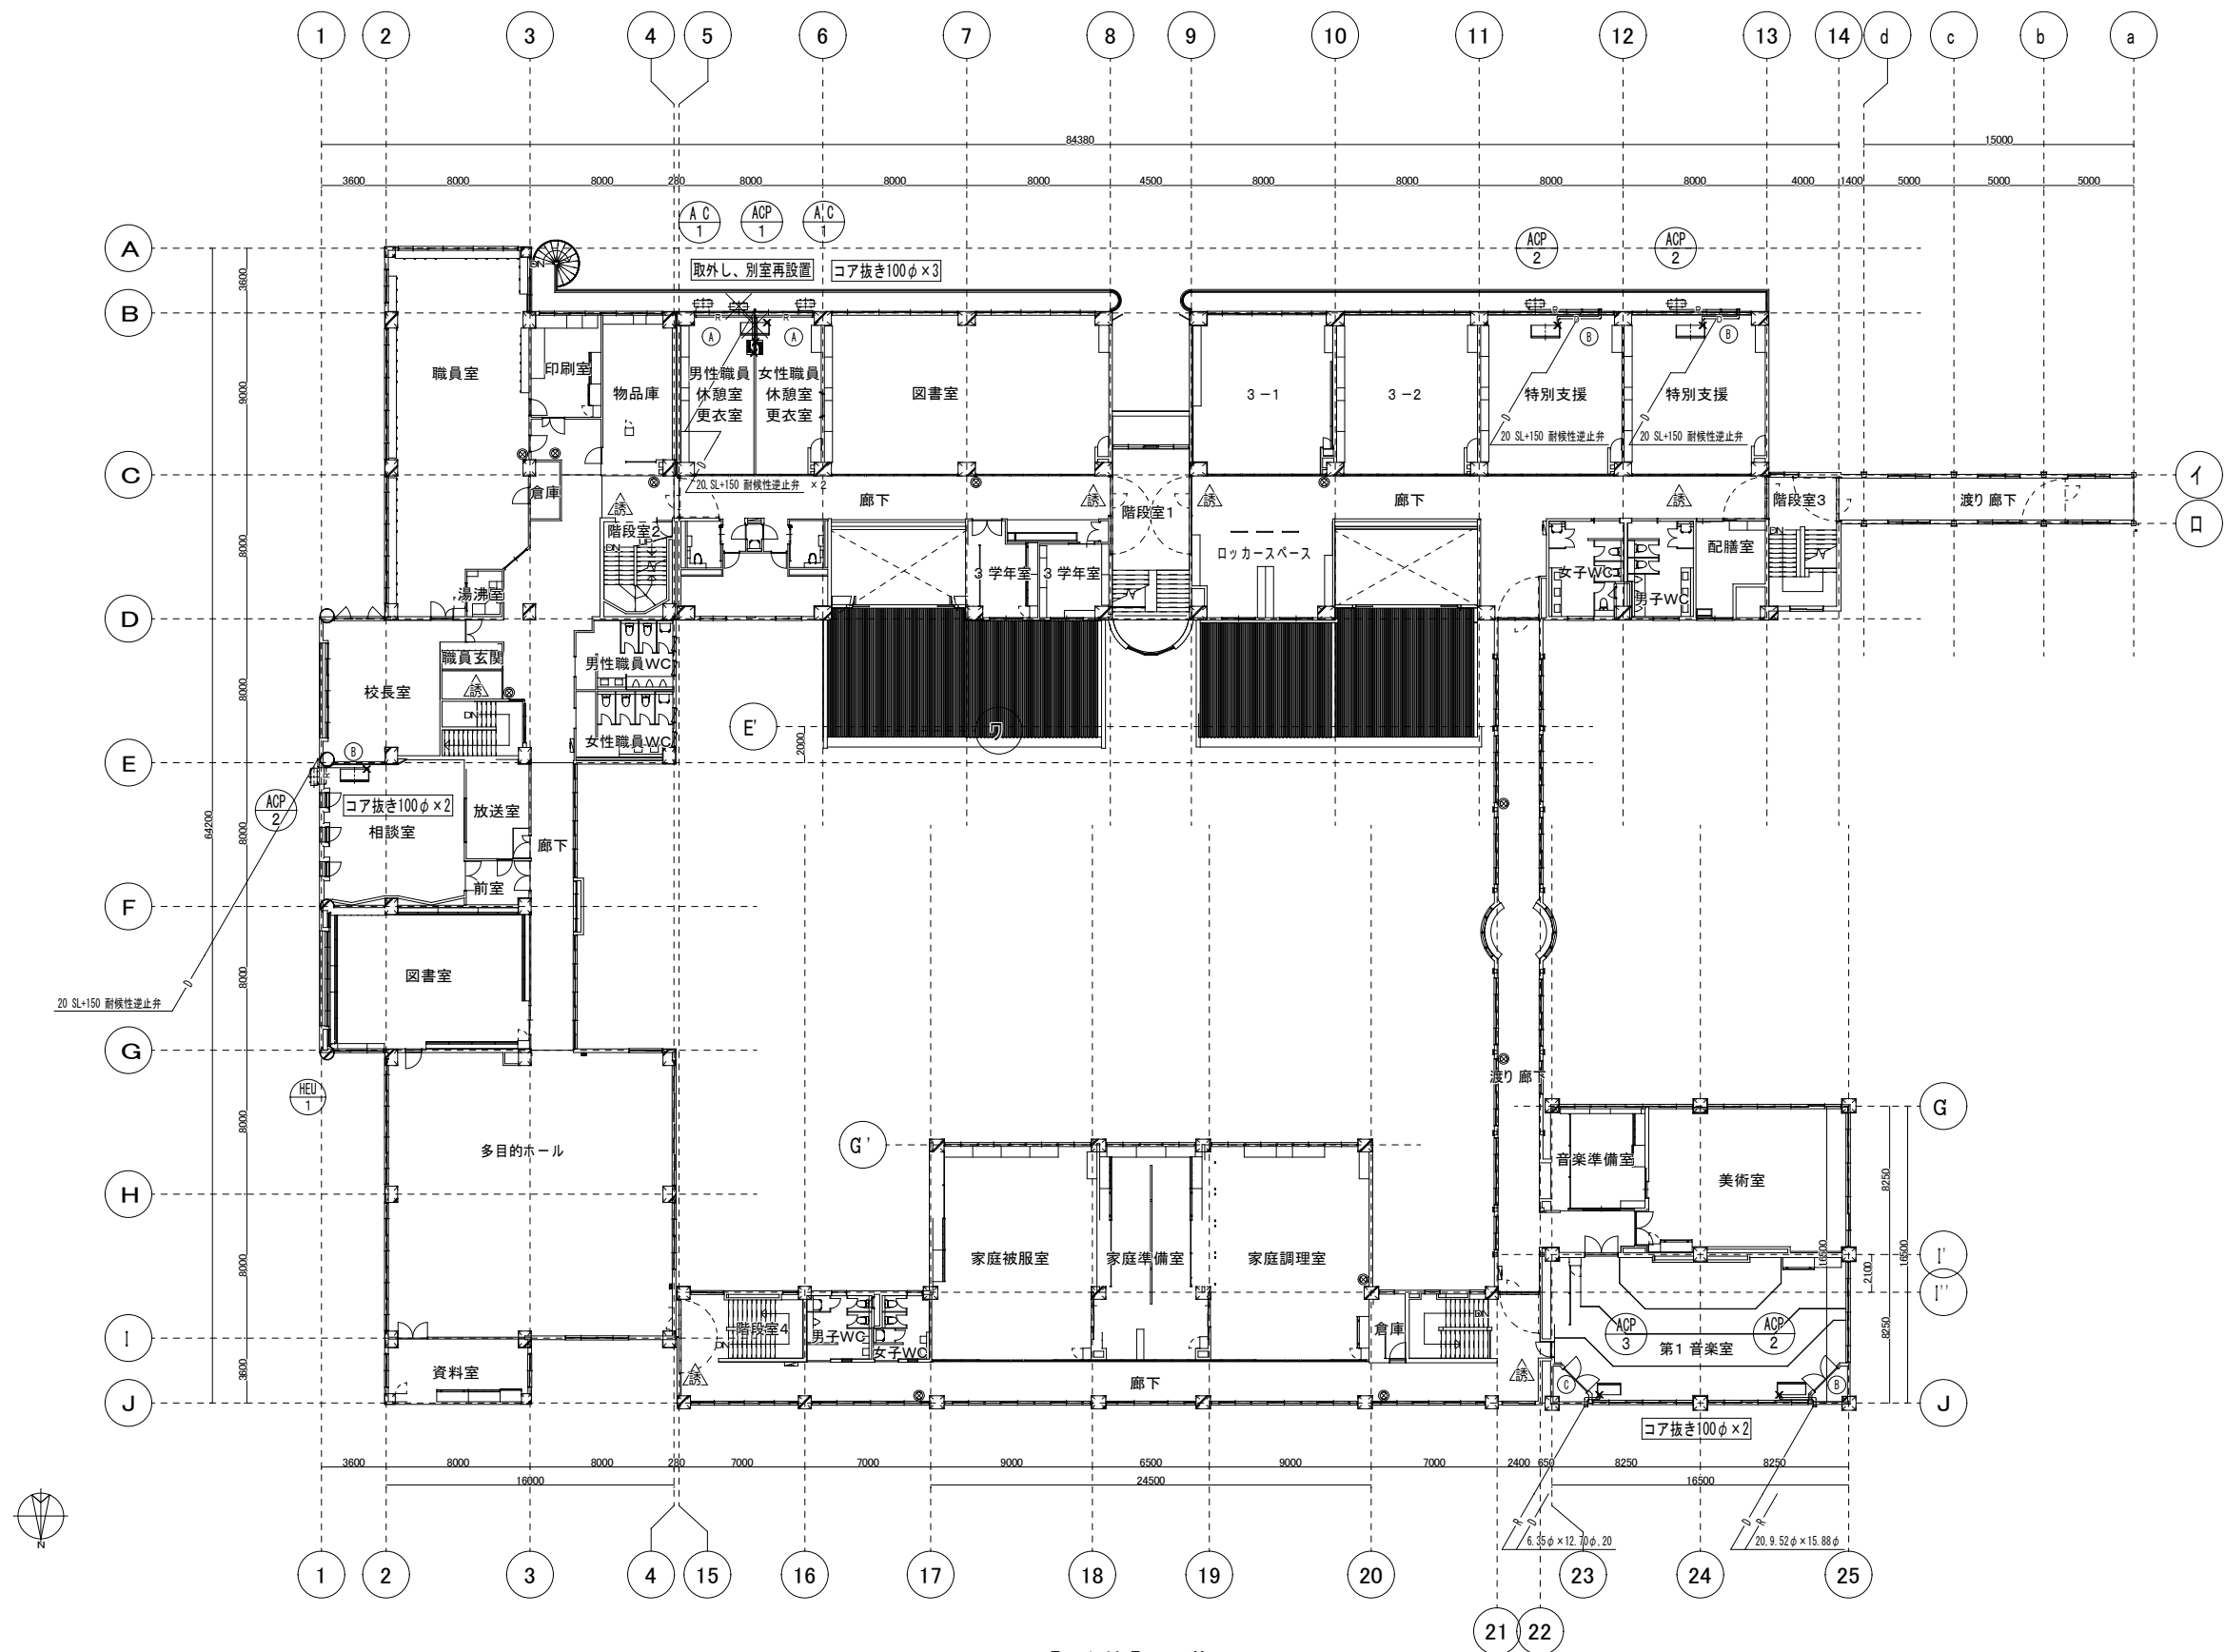 1 2 3 4 5 6 7 8 9 10 11 12 13 14 d c b a
84380 15000
3600 8000 8000 280 8000 8000 8000 4500 8000 8000 8000 8000 4000 1400 5000 5000 5000
AC 1
ACP 1
AC 1
ACP 2
ACP 2
A
取外し、別室再設置 コア抜き100φ×3
3600
B
R R
A A B B
職員室 印刷室 物品庫
男性職員 休憩室 更衣室
女性職員 休憩室 更衣室
図書室 3-1 3-2 特別支援 特別支援
9000
D D D
20 SL+150 耐候性逆止弁 20 SL+150 耐候性逆止弁
C イ
20 SL+150 耐候性逆止弁 ×2
倉庫 誘 廊下 誘 階段室1 誘 廊下 誘 階段室3 渡り廊下
ロ
階段室2
DN UP
8000
ロッカースペース 配膳室
DN
3学年室 3学年室 女子WC 男子WC
湯沸室
D
男性職員WC
職員玄関
校長室 誘
8000
DN
女性職員WC
E' 2000 ワ
B
E
ACP 2
コア抜き100φ×2
相談室 放送室
廊下
8000
64200
前室
F
図書室
8000
D
20 SL+150 耐候性逆止弁
G
HEU 1
渡り廊下
G
8000
多目的ホール
G'
音楽準備室 美術室
8250
H
家庭被服室 家庭準備室 家庭調理室
I'
16500 2100 16500
I''
8000
DN
階段室4 男子WC 女子WC 倉庫
ACP 3
ACP 2
第1音楽室
8250
I
資料室 誘 廊下 誘
C B
3600
J J
コア抜き100φ×2
3600 8000 8000 280 7000 7000 9000 6500 9000 7000 2400 650 8250 8250
16000 24500 16500
R D D R
6.35φ×12.70φ,20 20,9.52φ×15.88φ
N
1 2 3 4 15 16 17 18 19 20 23 24 25
21 22